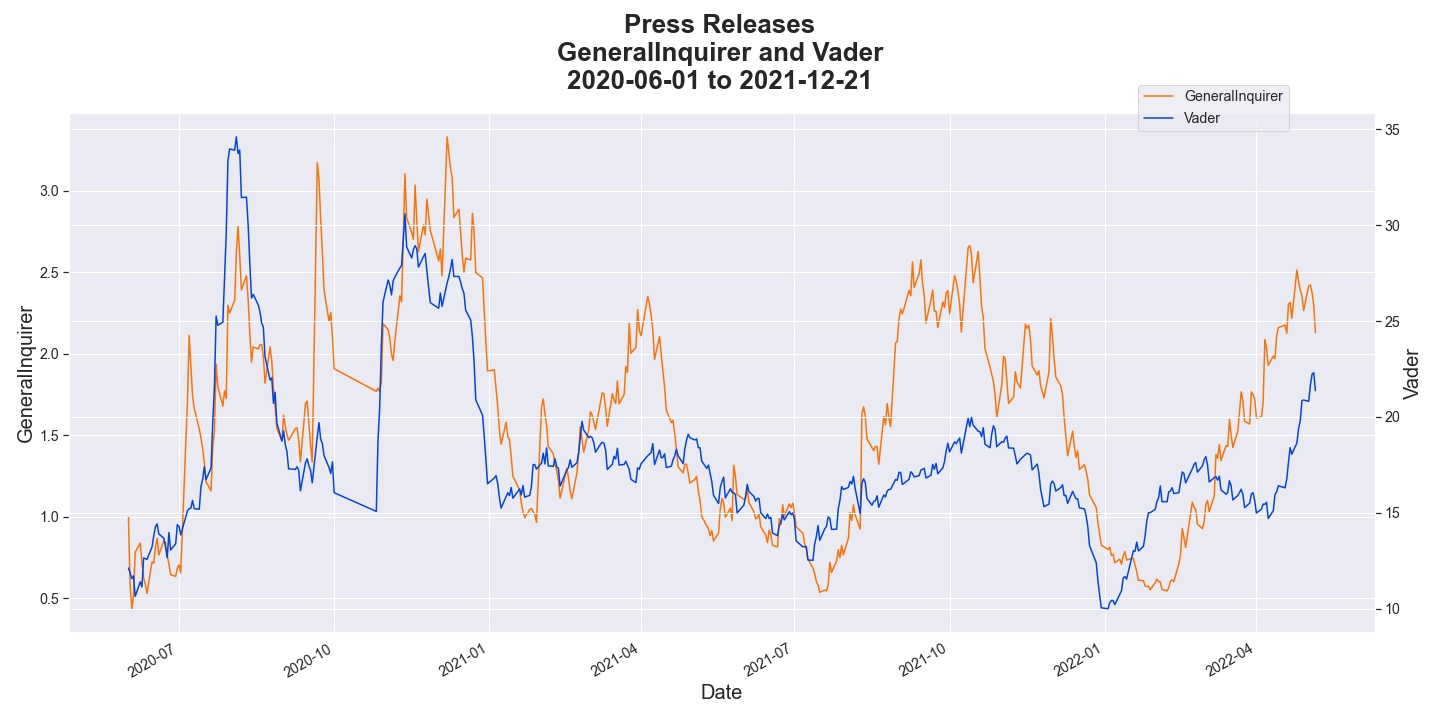 Press Releases
GeneralInquirer and Vader
2020-06-01 to 2021-12-21
GeneralInquirer
Vader
GeneralInquirer
3.0
2.5
2.0
1.5
1.0
0.5
35
30
25
20
15
10
Vader
2020-07
2020-10
2021-01
2021-04
2021-07
2021-10
2022-01
2022-04
Date